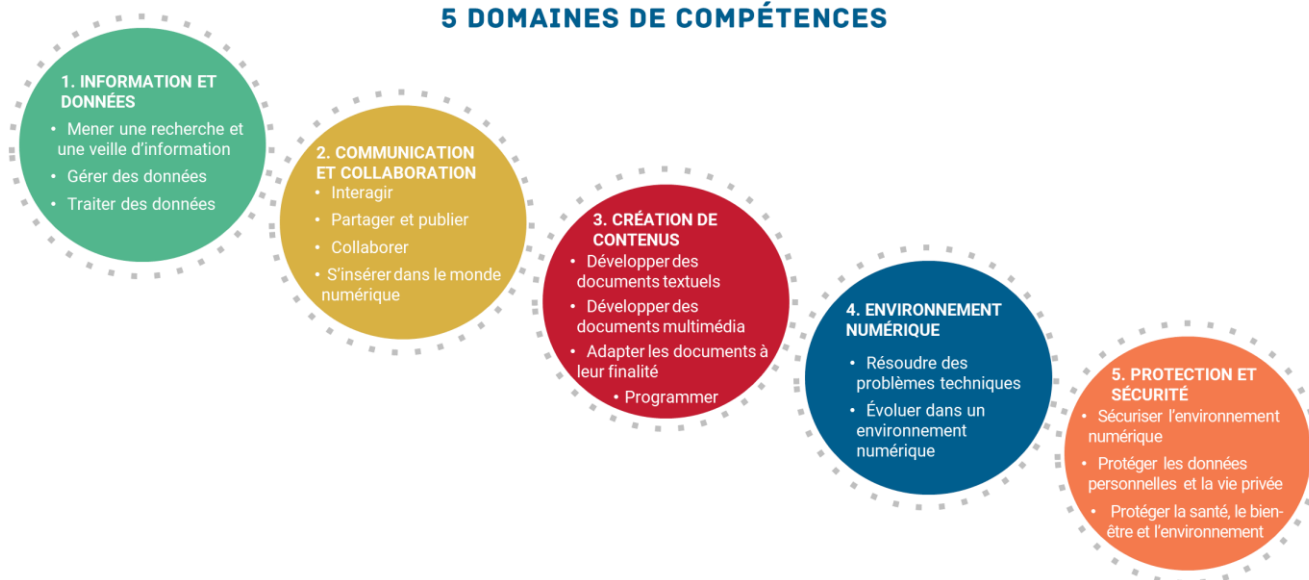 5 DOMAINES DE COMPÉTENCES
1. INFORMATION ET
DONNÉES
• Mener une recherche et
une veille d'information
• Gérer des données
• Traiter des données
2. COMMUNICATION
ET COLLABORATION
• Interagir
• Partager et publier
• Collaborer
• S'insérer dans le monde
numérique
3. CRÉATION DE
CONTENUS
• Développer des
documents textuels
• Développer des
documents multimédia
• Adapter les documents à
leur finalité
• Programmer
4. ENVIRONNEMENT
NUMÉRIQUE
• Résoudre des
problèmes techniques
• Évoluer dans un
environnement
numérique
5. PROTECTION ET
SÉCURITÉ
• Sécuriser l'environnement
numérique
• Protéger les données
personnelles et la vie privée
• Protéger la santé, le bien-
être et l'environnement